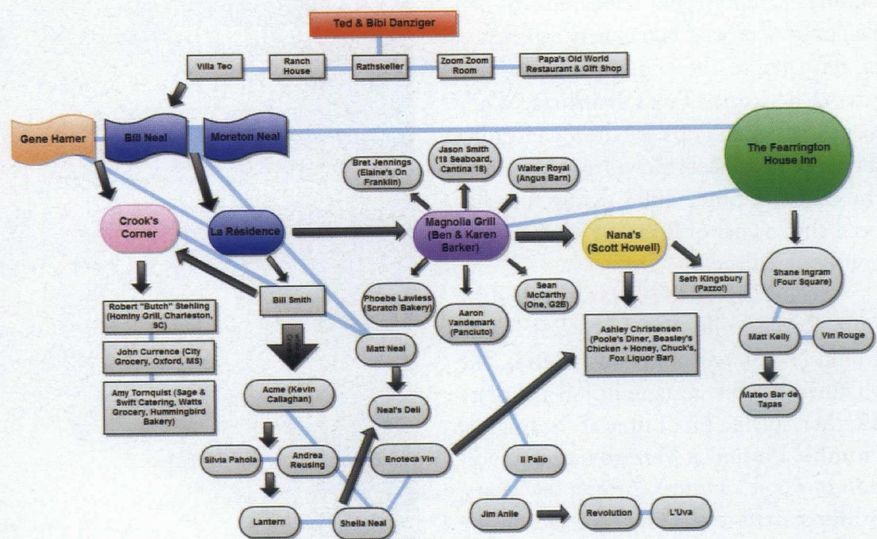 Ted & Bibi Danziger
Villa Teo
Ranch
House
Rathskeller
Zoom Zoom
Room
Papa's Old World
Restaurant & Gift Shop
Gene Hamer
Bill Neal
Moreton Neal
The Fearrington
House Inn
Bret Jennings
(Elaine's On
Franklin)
Jason Smith
(18 Seaboard,
Cantina 18)
Walter Royal
(Angus Barn)
Crook's
Corner
La Résidence
Magnolia Grill
(Ben & Karen
Barker)
Nana's
(Scott Howell)
Seth Kingsbury
(Pazzo!)
Shane Ingram
(Four Square)
Robert "Butch" Stehling
(Hominy Grill, Charleston,
SC)
Bill Smith
Phoebe Lawless
(Scratch Bakery)
Aaron
Vandemark
(Panciuto)
Sean
McCarthy
(One, G2B)
John Currence (City
Grocery, Oxford, MS)
Matt Neal
Ashley Christensen
(Poole's Diner, Beasley's
Chicken + Honey, Chuck's,
Fox Liquor Bar)
Matt Kelly
Vin Rouge
Amy Tornquist (Sage &
Swift Catering, Watts
Grocery, Hummingbird
Bakery)
Acme (Kevin
Callaghan)
Neal's Deli
Mateo Bar de
Tapas
Silvia Pahola
Andrea
Reusing
Enoteca Vin
Il Palio
Lantern
Sheila Neal
Jim Anile
Revolution
L'Uva